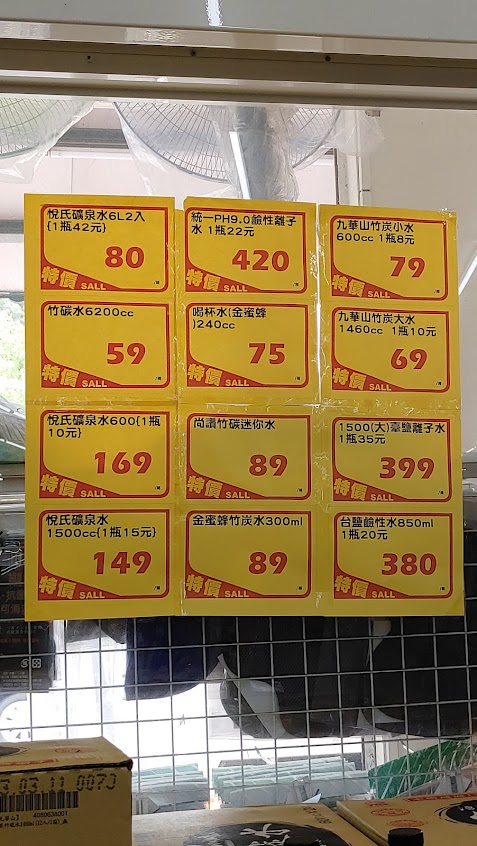 悅氏礦泉水6L2入
{1瓶42元}
80
特價 SALL
統一PH9.0鹼性離子
水 1瓶22元
420
特價 SALL
九華山竹炭小水
600cc 1瓶8元
79
特價 SALL
竹碳水6200cc
59
特價 SALL
喝杯水(金蜜蜂
)240cc
75
特價 SALL
九華山竹炭大水
1460cc 1瓶10元
69
特價 SALL
悅氏礦泉水600{1瓶
10元}
169
特價 SALL
尚讚竹碳迷你水
89
特價 SALL
1500(大)臺鹽離子水
1瓶35元
399
特價 SALL
悅氏礦泉水
1500cc{1瓶15元}
149
特價 SALL
金蜜蜂竹炭水300ml
89
特價 SALL
台鹽鹼性水850ml
1瓶20元
380
特價 SALL
03 11 0073